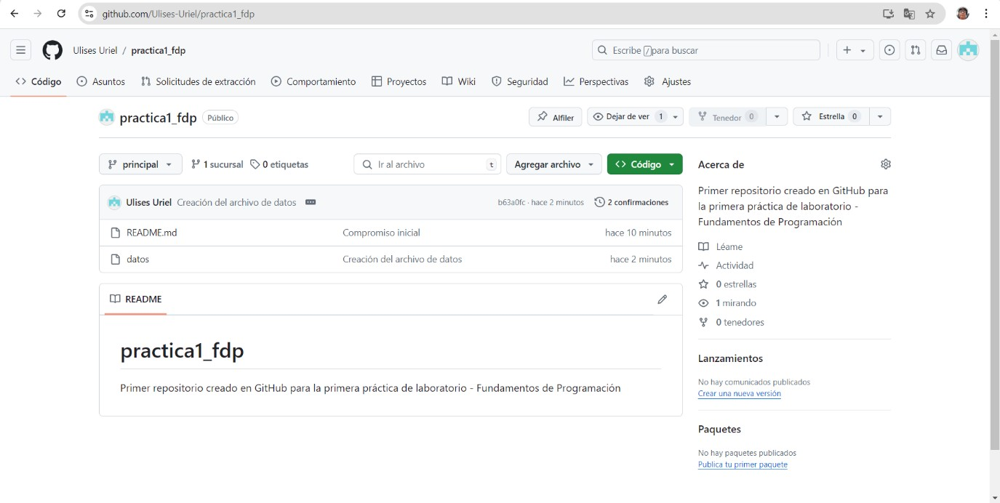 github.com/Ulises-Uriel/practica1_fdp
Ulises Uriel / practica1_fdp
Escribe / para buscar
Código Asuntos Solicitudes de extracción Comportamiento Proyectos Wiki Seguridad Perspectivas Ajustes
practica1_fdp Público
Alfiler Dejar de ver 1 Tenedor 0 Estrella 0
principal 1 sucursal 0 etiquetas Ir al archivo t Agregar archivo Código
Ulises Uriel Creación del archivo de datos b63a0fc · hace 2 minutos 2 confirmaciones
README.md Compromiso inicial hace 10 minutos
datos Creación del archivo de datos hace 2 minutos
README
practica1_fdp
Primer repositorio creado en GitHub para la primera práctica de laboratorio - Fundamentos de Programación
Acerca de
Primer repositorio creado en GitHub para
la primera práctica de laboratorio -
Fundamentos de Programación
Léame
Actividad
0 estrellas
1 mirando
0 tenedores
Lanzamientos
No hay comunicados publicados
Crear una nueva versión
Paquetes
No hay paquetes publicados
Publica tu primer paquete